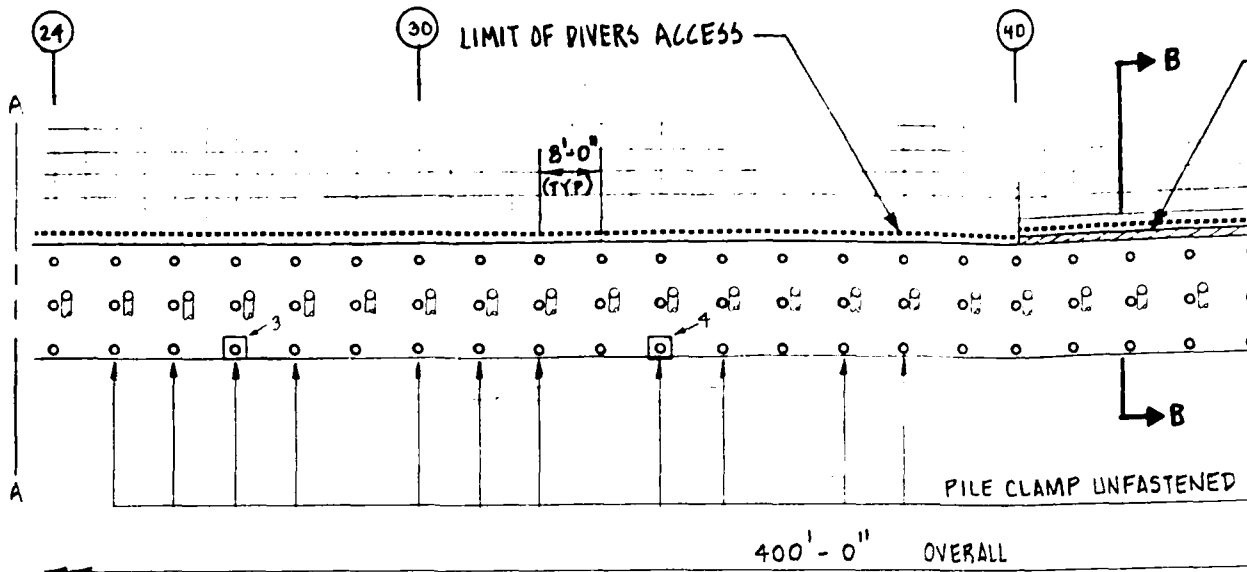 24
30
LIMIT OF DIVERS ACCESS
40
B
A
8'-0"
(TYP)
3
4
B
A
PILE CLAMP UNFASTENED
400'-0" OVERALL